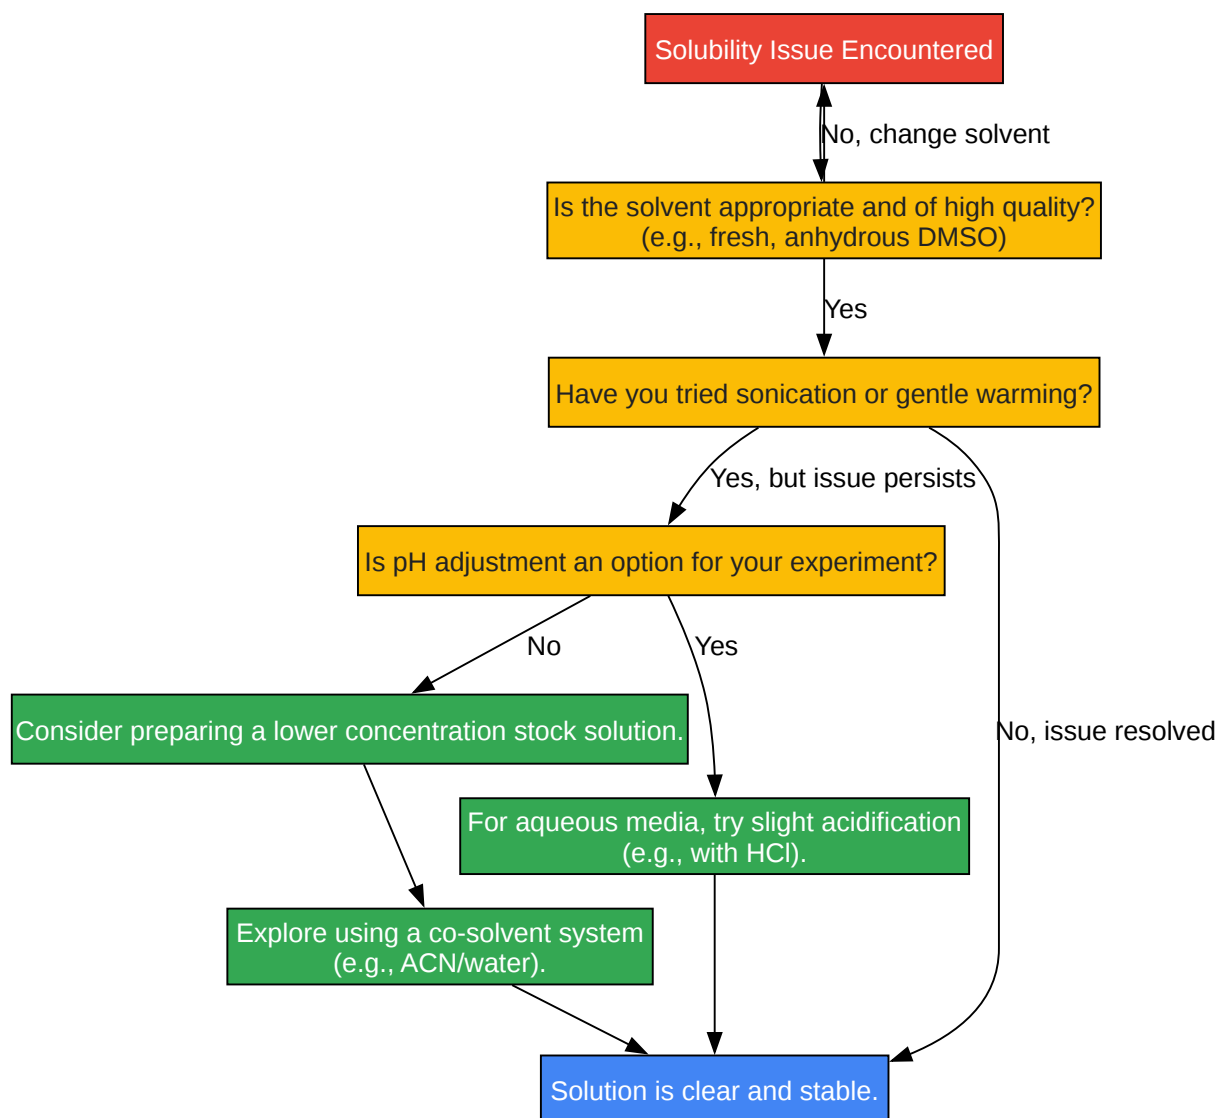 Solubility Issue Encountered
No, change solvent
Is the solvent appropriate and of high quality?
(e.g., fresh, anhydrous DMSO)
Yes
Have you tried sonication or gentle warming?
Yes, but issue persists
Is pH adjustment an option for your experiment?
No
Yes
Consider preparing a lower concentration stock solution.
No, issue resolved
For aqueous media, try slight acidification
(e.g., with HCl).
Explore using a co-solvent system
(e.g., ACN/water).
Solution is clear and stable.